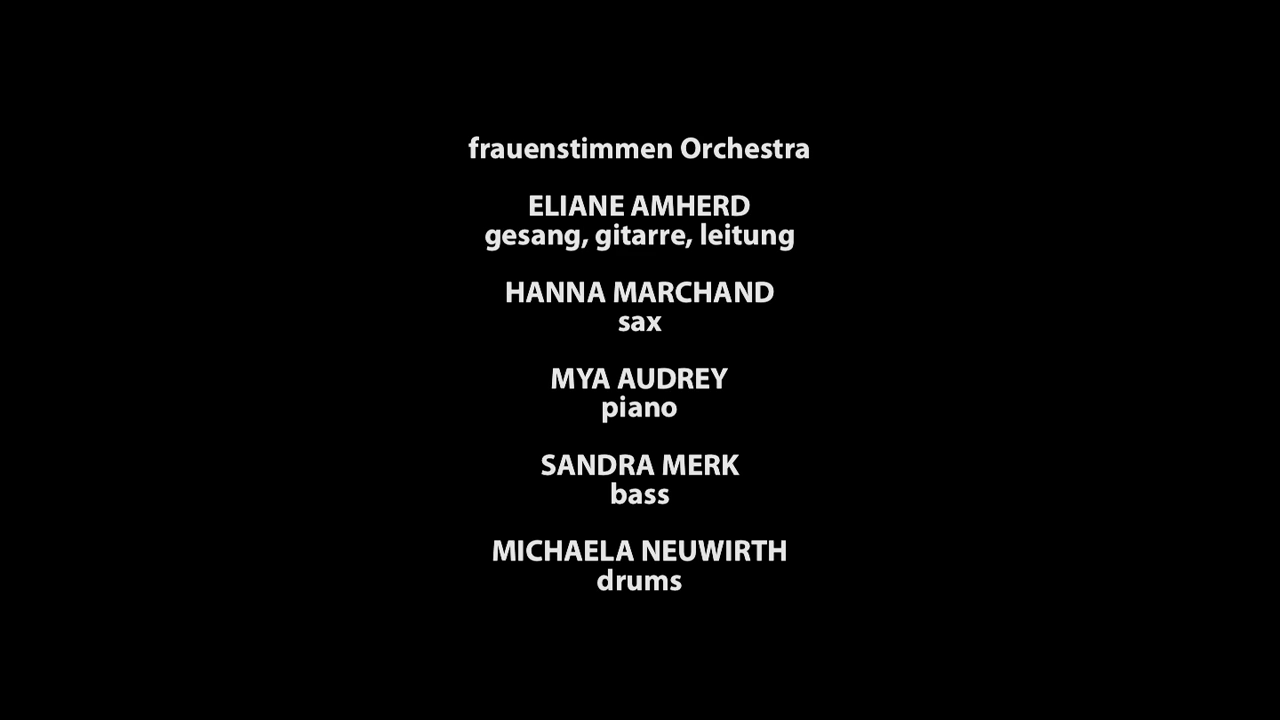 frauenstimmen Orchestra
ELIANE AMHERD
gesang, gitarre, leitung
HANNA MARCHAND
sax
MYA AUDREY
piano
SANDRA MERK
bass
MICHAELA NEUWIRTH
drums